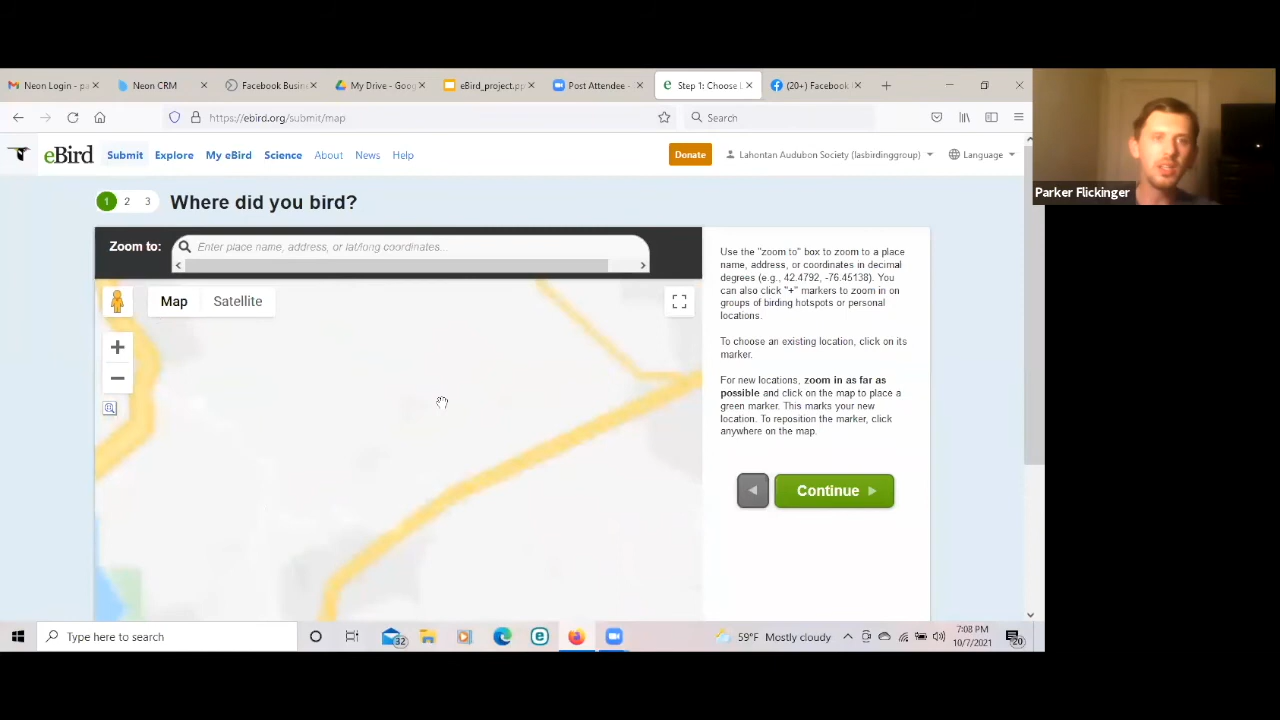 Neon Login - pa
Neon CRM
Facebook Busin
My Drive - Goog
eBird_project.pp
Post Attendee -
Step 1: Choose L
(20+) Facebook
https://ebird.org/submit/map
Search
eBird
Submit
Explore
My eBird
Science
About
News
Help
Donate
Lahontan Audubon Society (lasbirdinggroup)
Language
Parker Flickinger
1 2 3
Where did you bird?
Zoom to:
Enter place name, address, or lat/long coordinates...
Map
Satellite
Use the "zoom to" box to zoom to a place
name, address, or coordinates in decimal
degrees (e.g., 42.4792, -76.45138). You
can also click "+" markers to zoom in on
groups of birding hotspots or personal
locations.
To choose an existing location, click on its
marker.
For new locations, zoom in as far as
possible and click on the map to place a
green marker. This marks your new
location. To reposition the marker, click
anywhere on the map.
Continue
Type here to search
32
59°F Mostly cloudy
7:08 PM
10/7/2021
20